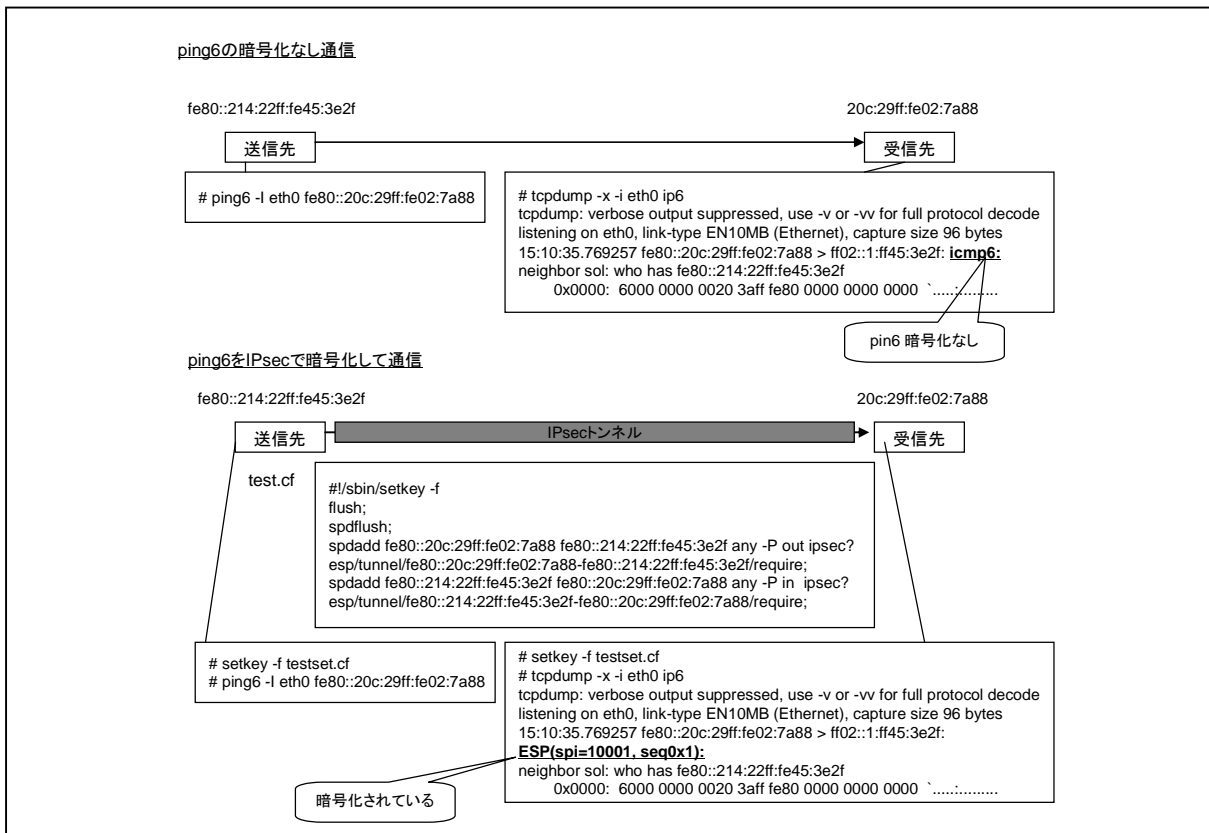 ping6の暗号化なし通信
fe80::214:22ff:fe45:3e2f
20c:29ff:fe02:7a88
送信先
受信先
# ping6 -I eth0 fe80::20c:29ff:fe02:7a88
# tcpdump -x -i eth0 ip6
tcpdump: verbose output suppressed, use -v or -vv for full protocol decode
listening on eth0, link-type EN10MB (Ethernet), capture size 96 bytes
15:10:35.769257 fe80::20c:29ff:fe02:7a88 > ff02::1:ff45:3e2f: icmp6:
neighbor sol: who has fe80::214:22ff:fe45:3e2f
0x0000: 6000 0000 0020 3aff fe80 0000 0000 0000 `.....:.........
pin6 暗号化なし
ping6をIPsecで暗号化して通信
fe80::214:22ff:fe45:3e2f
20c:29ff:fe02:7a88
送信先
IPsecトンネル
受信先
test.cf
#!/sbin/setkey -f
flush;
spdflush;
spdadd fe80::20c:29ff:fe02:7a88 fe80::214:22ff:fe45:3e2f any -P out ipsec?
esp/tunnel/fe80::20c:29ff:fe02:7a88-fe80::214:22ff:fe45:3e2f/require;
spdadd fe80::214:22ff:fe45:3e2f fe80::20c:29ff:fe02:7a88 any -P in ipsec?
esp/tunnel/fe80::214:22ff:fe45:3e2f-fe80::20c:29ff:fe02:7a88/require;
# setkey -f testset.cf
# ping6 -I eth0 fe80::20c:29ff:fe02:7a88
# setkey -f testset.cf
# tcpdump -x -i eth0 ip6
tcpdump: verbose output suppressed, use -v or -vv for full protocol decode
listening on eth0, link-type EN10MB (Ethernet), capture size 96 bytes
15:10:35.769257 fe80::20c:29ff:fe02:7a88 > ff02::1:ff45:3e2f:
ESP(spi=10001, seq0x1):
neighbor sol: who has fe80::214:22ff:fe45:3e2f
0x0000: 6000 0000 0020 3aff fe80 0000 0000 0000 `.....:.........
暗号化されている